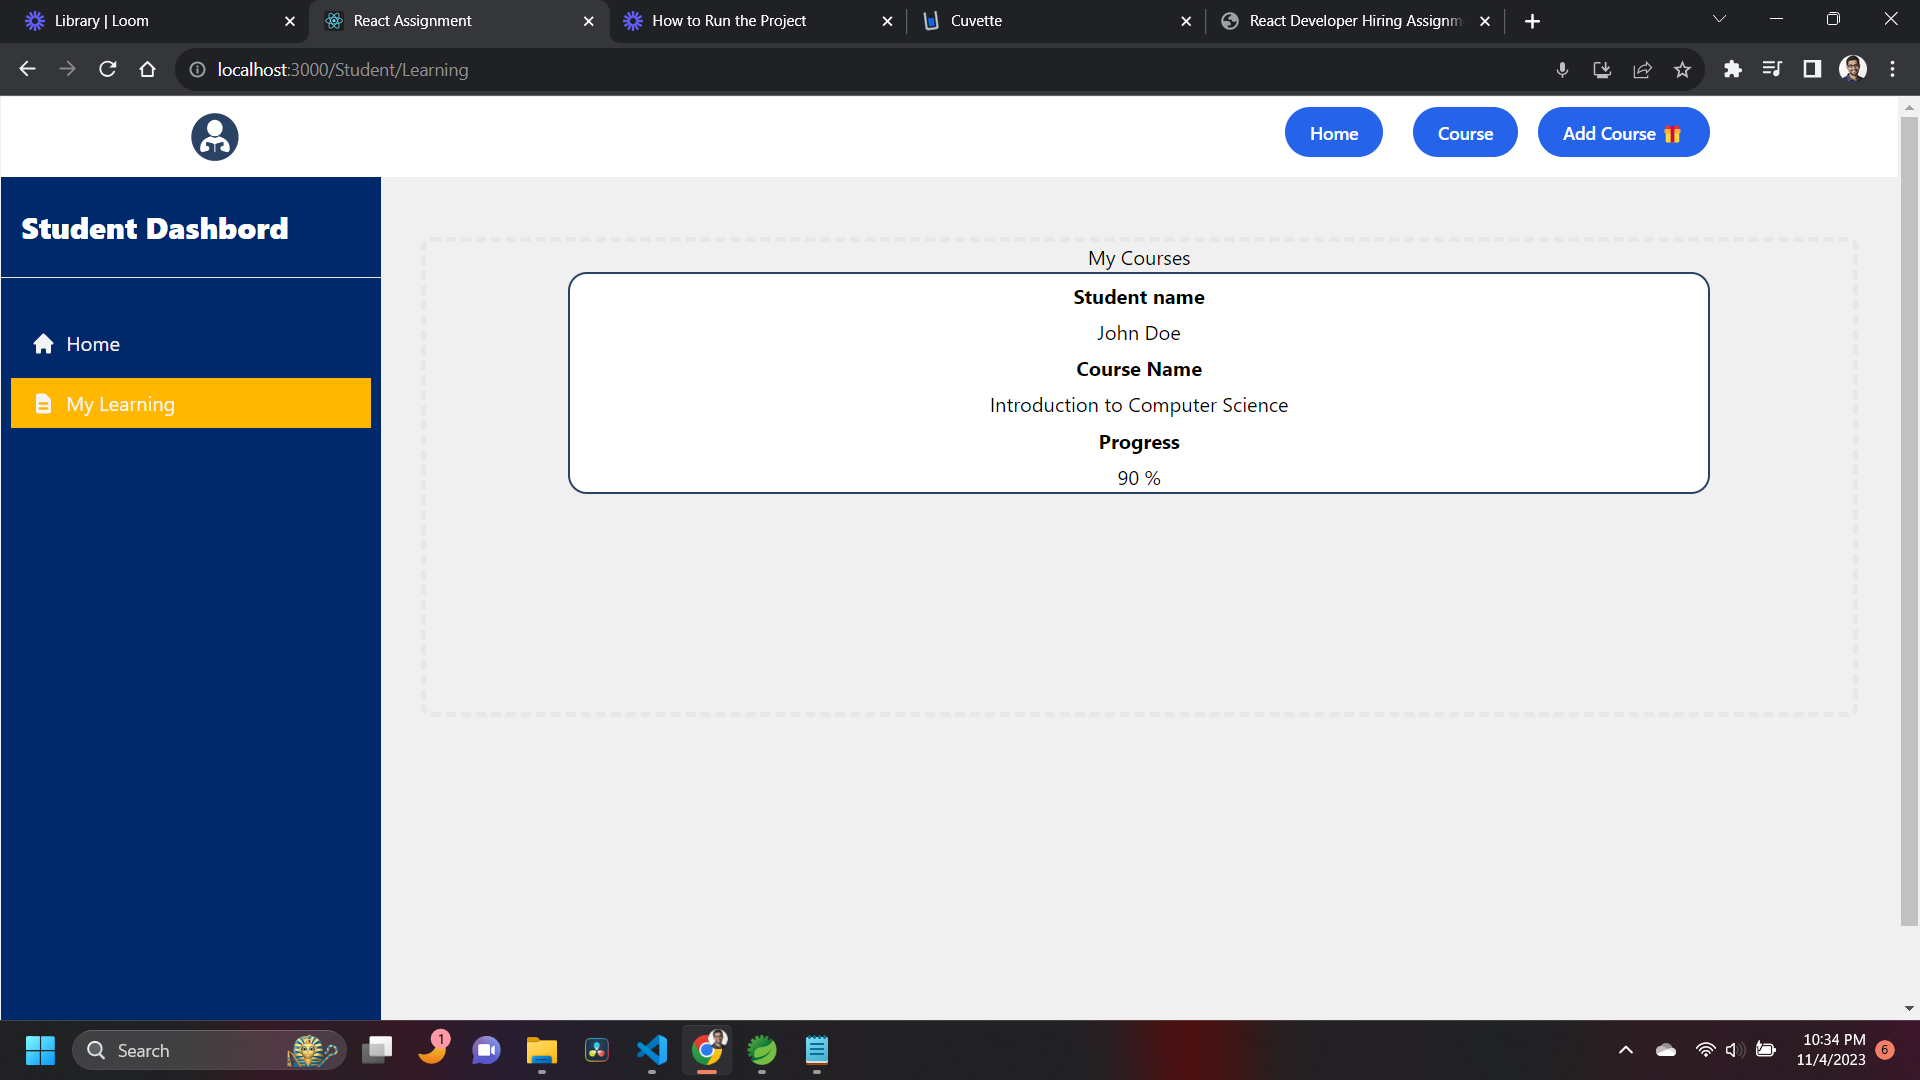 Library | Loom
React Assignment
How to Run the Project
Cuvette
React Developer Hiring Assignm
localhost:3000/Student/Learning
Home
Course
Add Course
Student Dashbord
Home
My Learning
My Courses
Student name
John Doe
Course Name
Introduction to Computer Science
Progress
90 %
Search
1
10:34 PM
11/4/2023
6